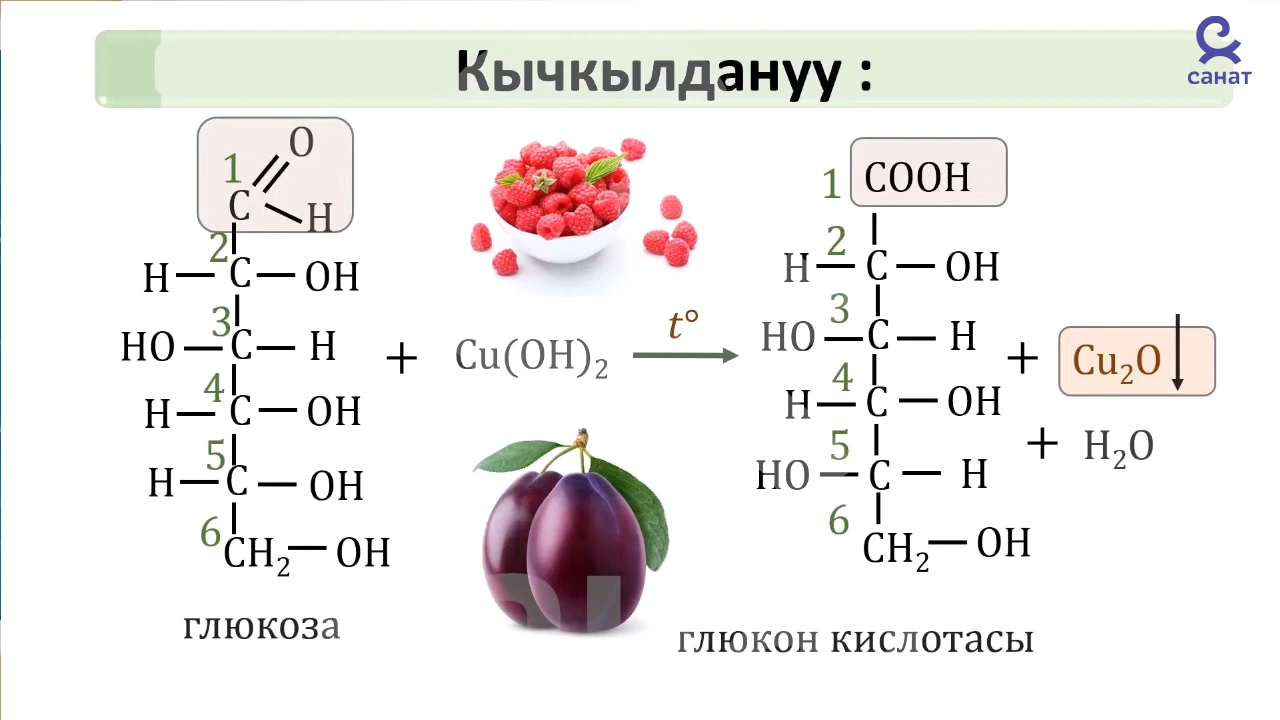 Кычкылдануу :
санат
O
1
C
H
2
H C OH
3
HO C H
4
H C OH
5
H C OH
6
CH₂ OH
глюкоза
+ Cu(OH)₂
t°
1 COOH
2
H C OH
3
HO C H
4
H C OH
5
HO C H
6
CH₂ OH
глюкон кислотасы
+ Cu₂O
+ H₂O